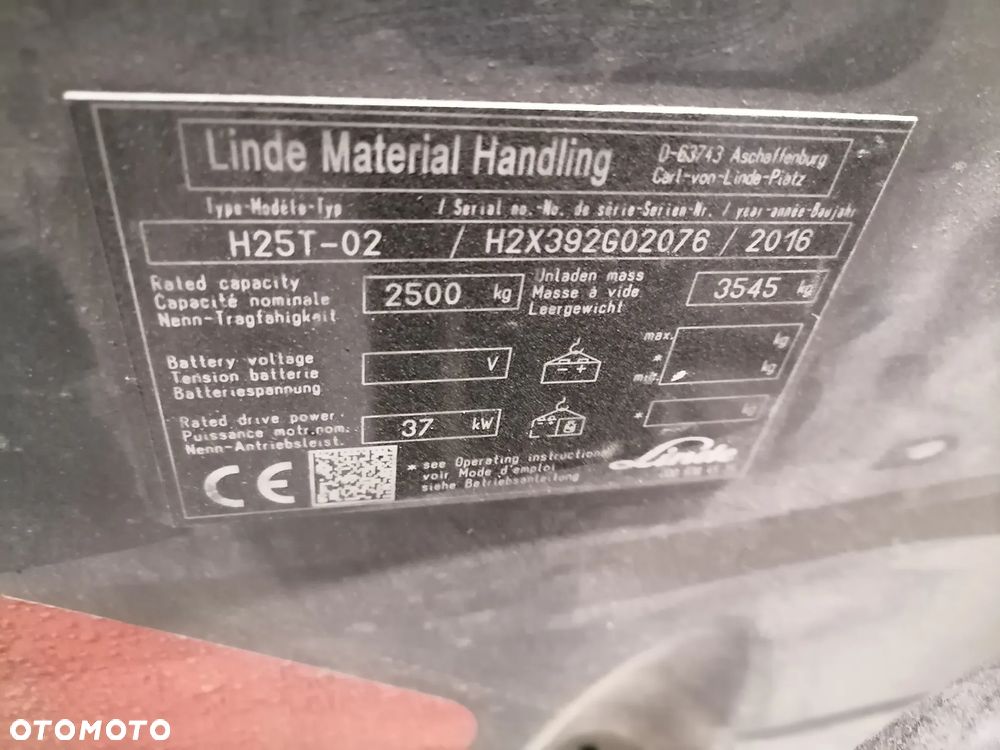 Linde Material Handling
D-63743 Aschaffenburg
Carl-von-Linde-Platz
Type-Modèle-Typ / Serial no.-No. de série-Serien-Nr. / year-année-Baujahr
H25T-02 / H2X392G02076 / 2016
Rated capacity
Capacité nominale
Nenn-Tragfähigkeit
2500 kg
Unladen mass
Masse à vide
Leergewicht
3545 kg
Battery voltage
Tension batterie
Batteriespannung
V
- +
max. kg
*
min. kg
Rated drive power
Puissance motr.nom.
Nenn-Antriebsleist.
37 kW
* kg
CE
* see Operating instructions
voir Mode d'emploi
siehe Betriebsanleitung
Linde
OTOMOTO